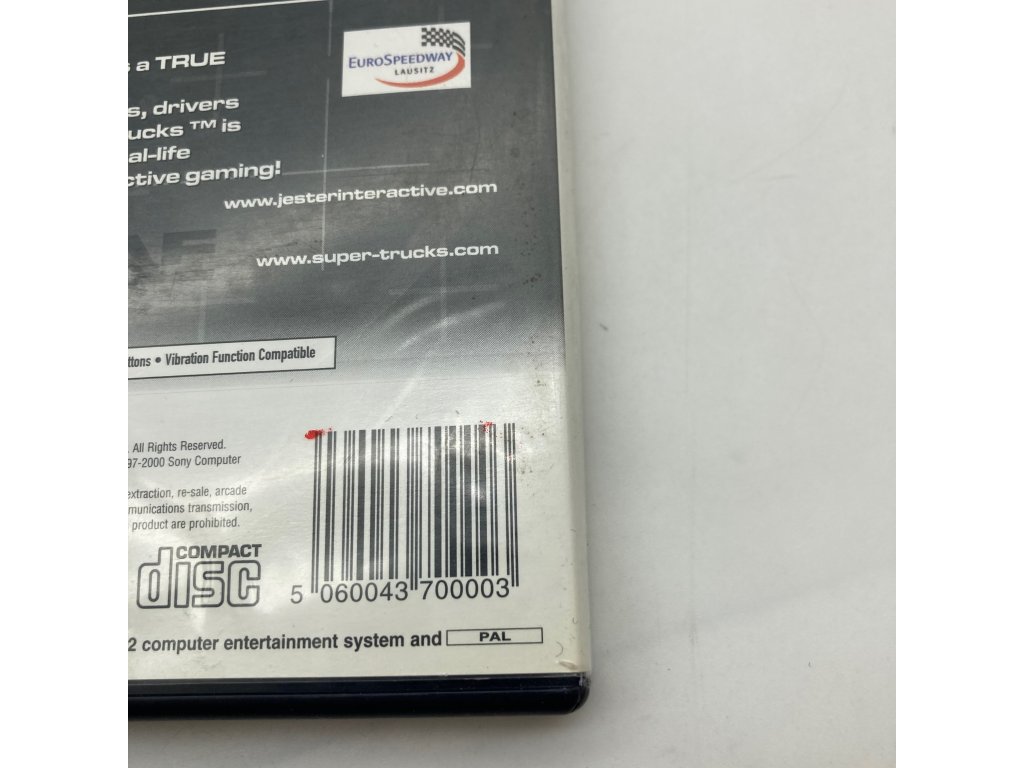 s a TRUE
EUROSPEEDWAY
LAUSITZ
s, drivers
ucks ™ is
al-life
ctive gaming!
www.jesterinteractive.com
www.super-trucks.com
ttons • Vibration Function Compatible
. All Rights Reserved.
97-2000 Sony Computer
extraction, re-sale, arcade
munications transmission,
product are prohibited.
COMPACT
disc
5 060043 700003
2 computer entertainment system and PAL